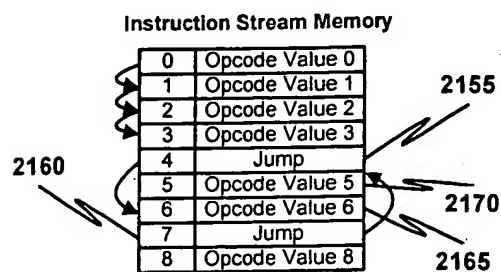 Instruction Stream Memory
0 Opcode Value 0
1 Opcode Value 1
2 Opcode Value 2
3 Opcode Value 3
4 Jump
5 Opcode Value 5
6 Opcode Value 6
7 Jump
8 Opcode Value 8
2155
2160
2170
2165